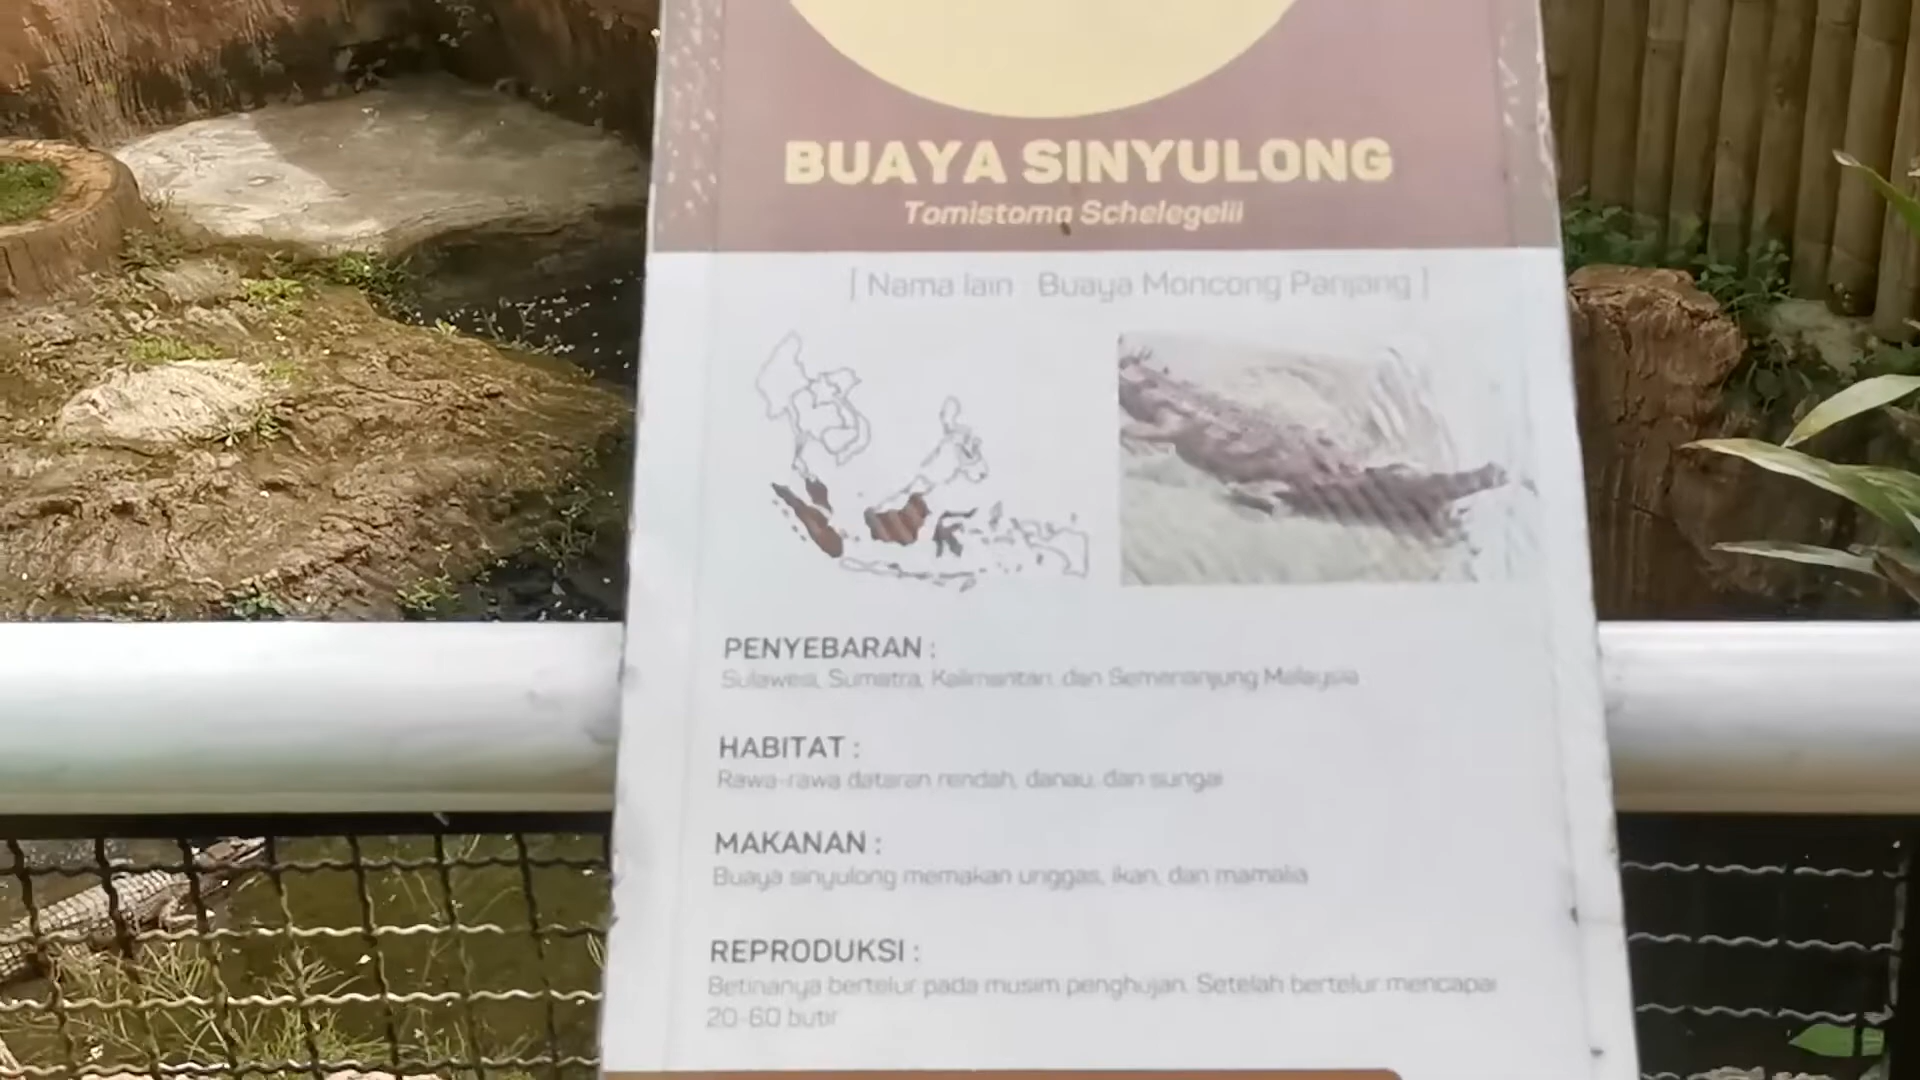 BUAYA SINYULONG
Tomistoma Schelegelii
[ Nama lain : Buaya Moncong Panjang ]
PENYEBARAN :
Sulawesi, Sumatra, Kalimantan, dan Semenanjung Malaysia
HABITAT :
Rawa-rawa dataran rendah, danau, dan sungai
MAKANAN :
Buaya sinyulong memakan unggas, ikan, dan mamalia
REPRODUKSI :
Betinanya bertelur pada musim penghujan. Setelah bertelur mencapai
20-60 butir